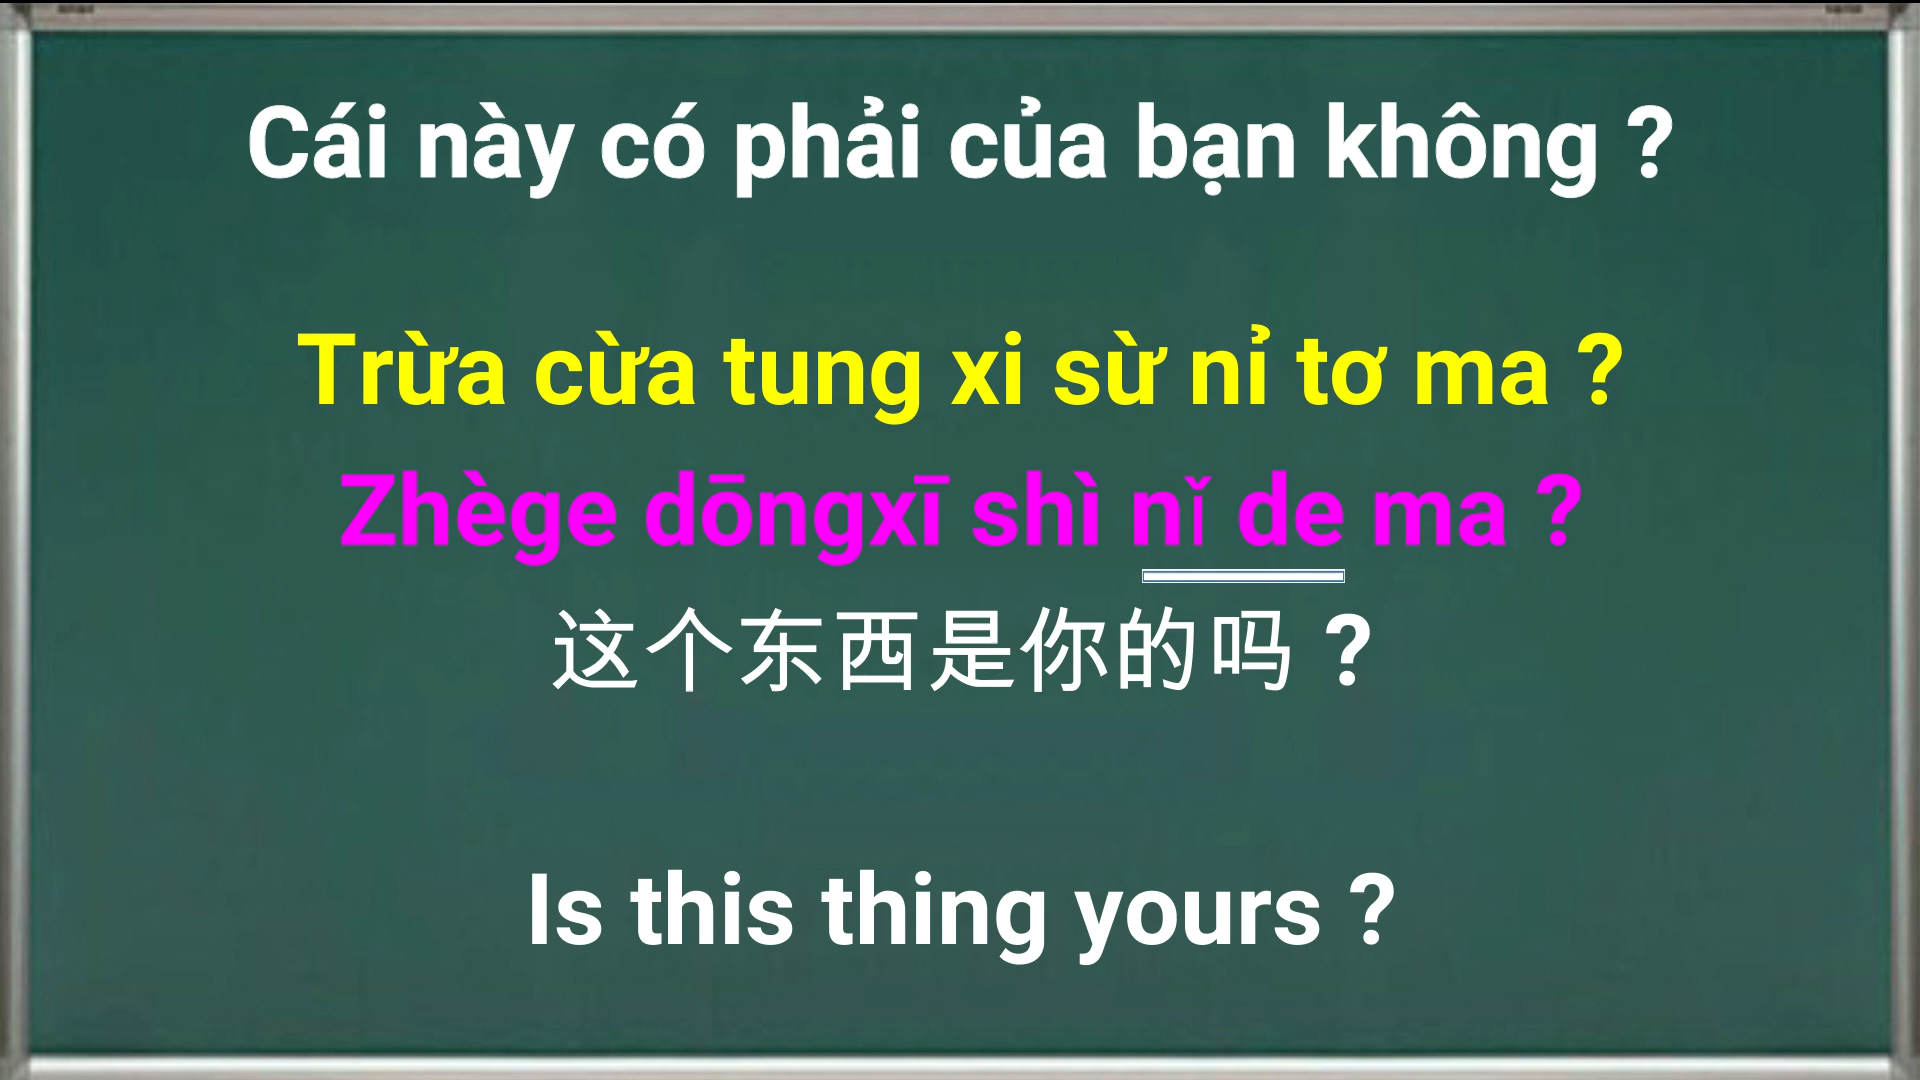 Cái này có phải của bạn không ?
Trừa cừa tung xi sừ nỉ tơ ma ?
Zhège dōngxī shì nǐ de ma ?
这个东西是你的吗 ?
Is this thing yours ?